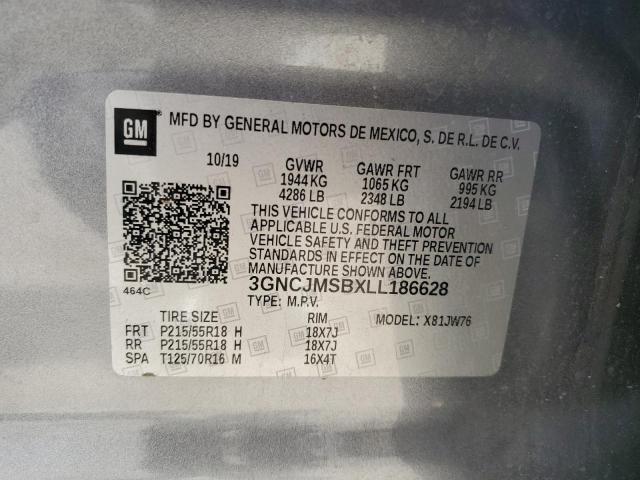 GM
MFD BY GENERAL MOTORS DE MEXICO, S. DE R.L. DE C.V.
10/19 GVWR GAWR FRT GAWR RR
1944 KG 1065 KG 995 KG
4286 LB 2348 LB 2194 LB
THIS VEHICLE CONFORMS TO ALL
APPLICABLE U.S. FEDERAL MOTOR
VEHICLE SAFETY AND THEFT PREVENTION
STANDARDS IN EFFECT ON THE DATE OF
MANUFACTURE SHOWN ABOVE.
3GNCJMSBXLL186628
464C
TYPE: M.P.V. MODEL: X81JW76
TIRE SIZE RIM
FRT P215/55R18 H 18X7J
RR P215/55R18 H 18X7J
SPA T125/70R16 M 16X4T